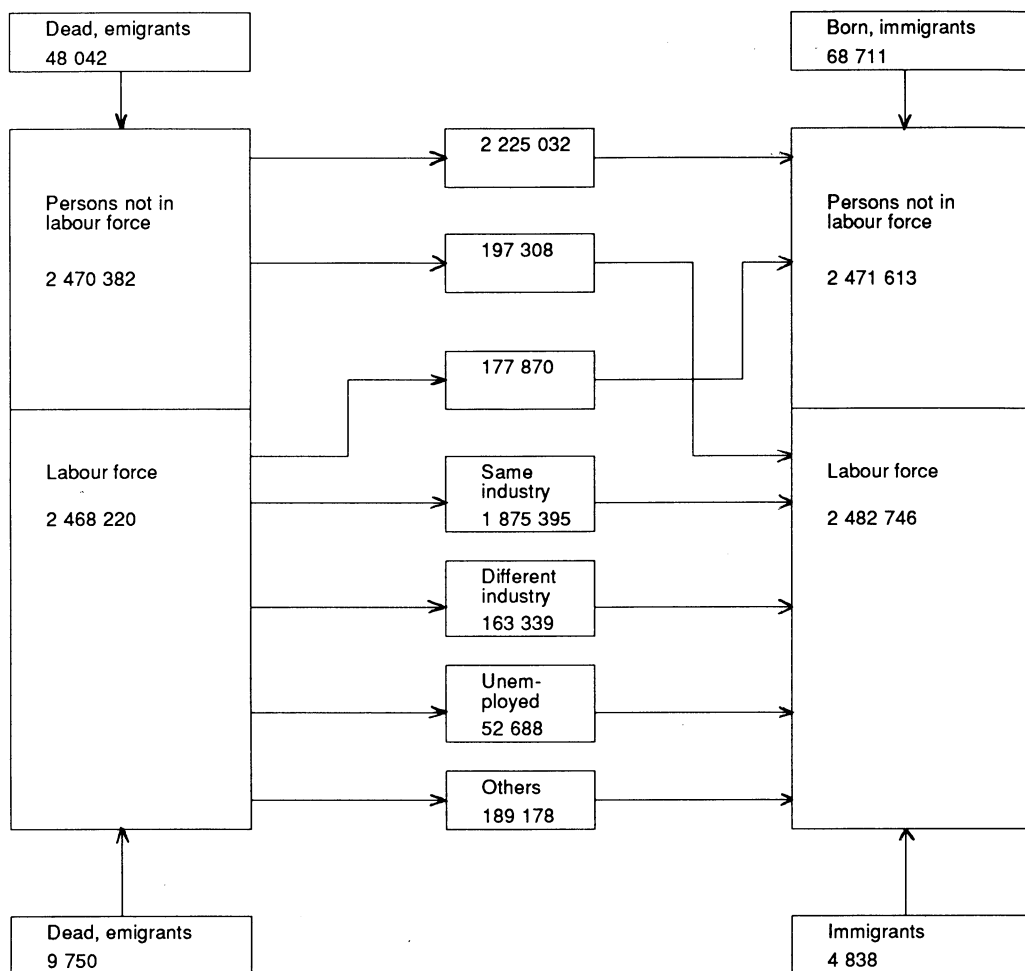 Dead, emigrants
48 042
Born, immigrants
68 711
Persons not in
labour force
2 470 382
2 225 032
197 308
177 870
Persons not in
labour force
2 471 613
Labour force
2 468 220
Same
industry
1 875 395
Different
industry
163 339
Unem-
ployed
52 688
Others
189 178
Labour force
2 482 746
Dead, emigrants
9 750
Immigrants
4 838